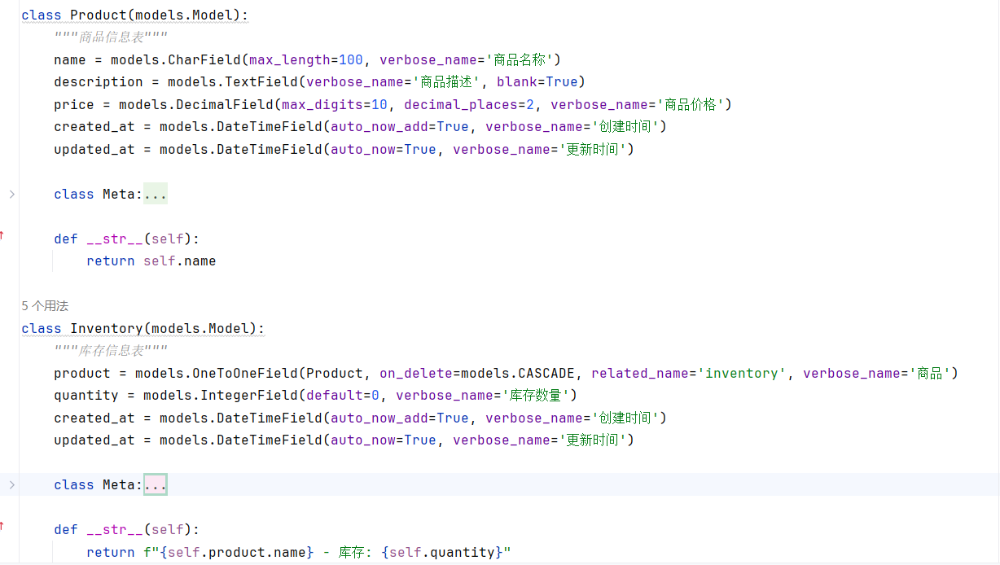 class Product(models.Model):
    """商品信息表"""
    name = models.CharField(max_length=100, verbose_name='商品名称')
    description = models.TextField(verbose_name='商品描述', blank=True)
    price = models.DecimalField(max_digits=10, decimal_places=2, verbose_name='商品价格')
    created_at = models.DateTimeField(auto_now_add=True, verbose_name='创建时间')
    updated_at = models.DateTimeField(auto_now=True, verbose_name='更新时间')
    class Meta:...
    def __str__(self):
        return self.name
5 个用法
class Inventory(models.Model):
    """库存信息表"""
    product = models.OneToOneField(Product, on_delete=models.CASCADE, related_name='inventory', verbose_name='商品')
    quantity = models.IntegerField(default=0, verbose_name='库存数量')
    created_at = models.DateTimeField(auto_now_add=True, verbose_name='创建时间')
    updated_at = models.DateTimeField(auto_now=True, verbose_name='更新时间')
    class Meta:...
    def __str__(self):
        return f"{self.product.name} - 库存: {self.quantity}"